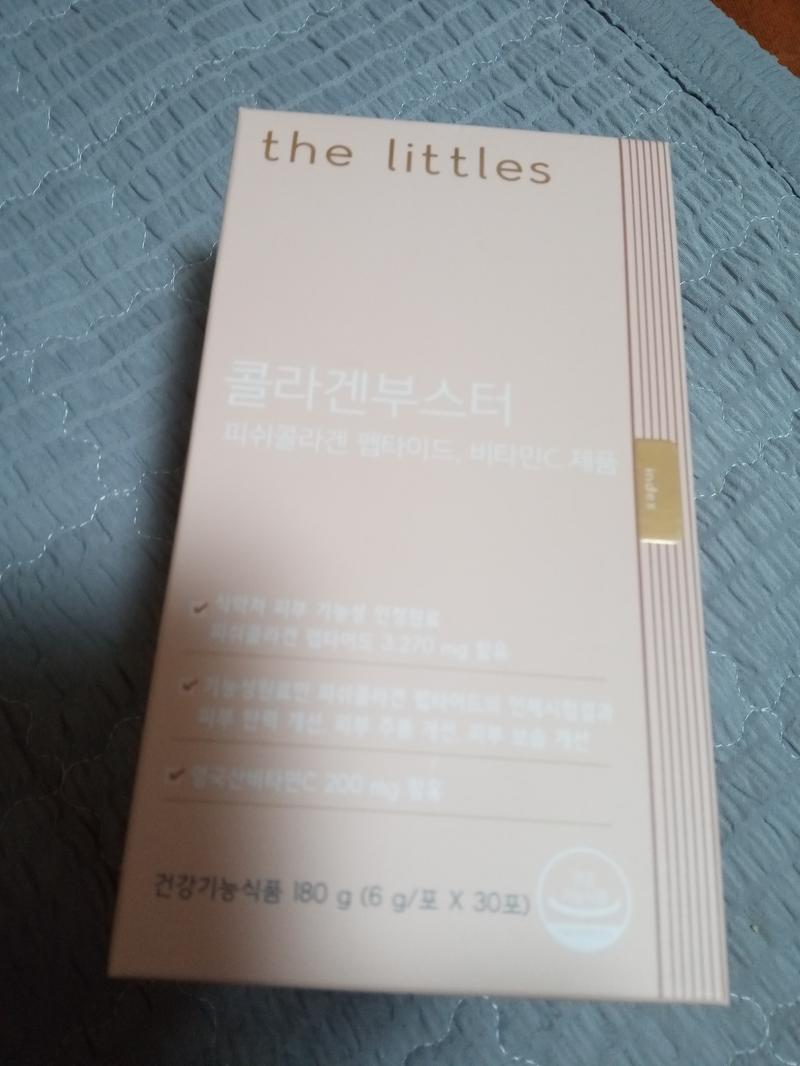 the littles
콜라겐부스터
피쉬콜라겐 펩타이드, 비타민C 제품
index
식약처 피부 기능성 인정원료
피쉬콜라겐 펩타이드 3,270 mg 함유
기능성원료인 피쉬콜라겐 펩타이드의 인체시험결과
피부 탄력 개선, 피부 주름 개선, 피부 보습 개선
영국산비타민C 200 mg 함유
건강기능식품 180 g (6 g/포 X 30포)